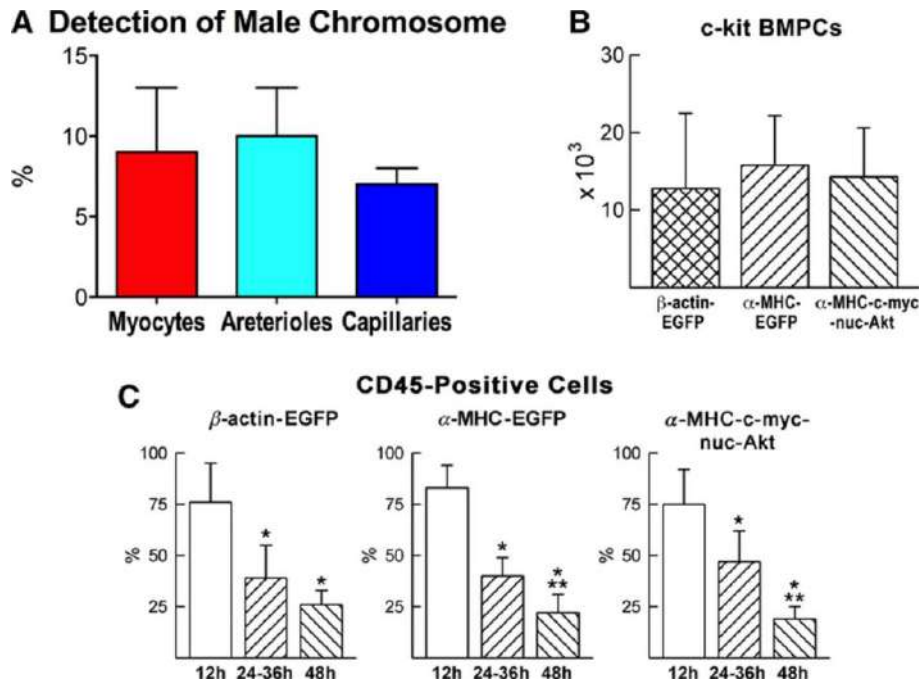 A Detection of Male Chromosome
15
10
5
0
%
Myocytes Areterioles Capillaries
B c-kit BMPCs
30
20
10
x 10³
β-actin-EGFP
α-MHC-EGFP
α-MHC-c-myc-nuc-Akt
C CD45-Positive Cells
β-actin-EGFP
100
75
50
25
%
*
*
12h 24-36h 48h
α-MHC-EGFP
100
75
50
25
%
*
*
**
12h 24-36h 48h
α-MHC-c-myc-
nuc-Akt
100
75
50
25
%
*
*
**
12h 24-36h 48h